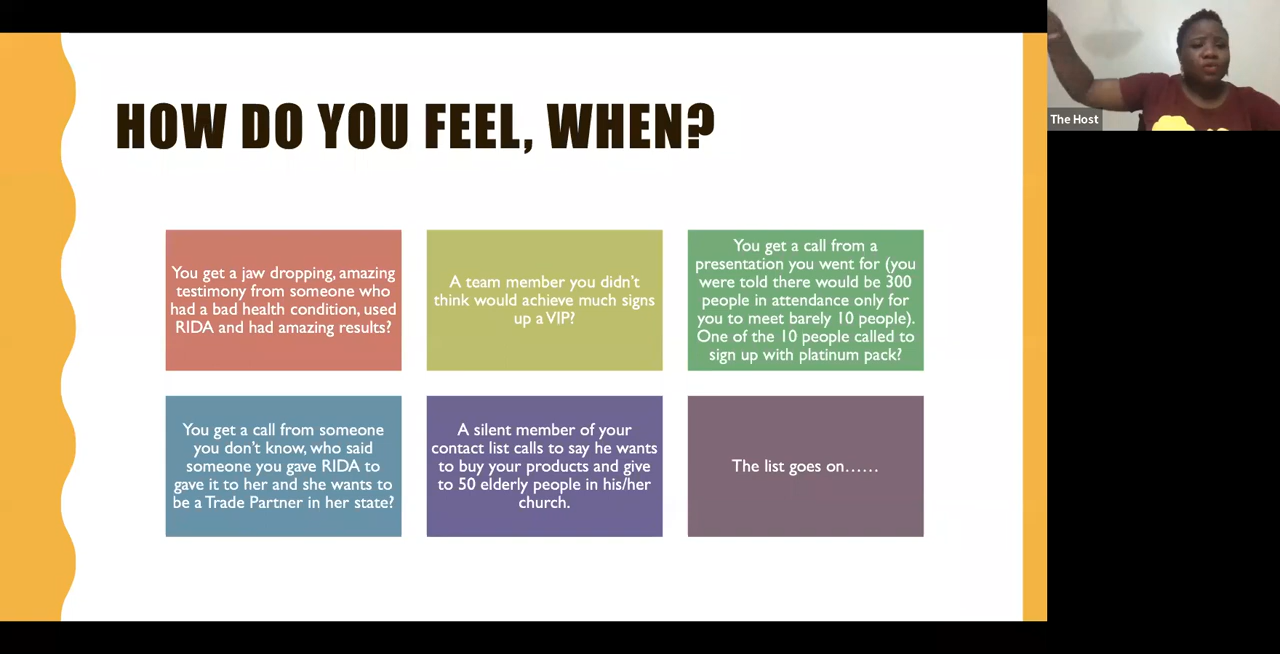 HOW DO YOU FEEL, WHEN?
You get a jaw dropping, amazing
testimony from someone who
had a bad health condition, used
RIDA and had amazing results?
A team member you didn't
think would achieve much signs
up a VIP?
You get a call from a
presentation you went for (you
were told there would be 300
people in attendance only for
you to meet barely 10 people).
One of the 10 people called to
sign up with platinum pack?
You get a call from someone
you don't know, who said
someone you gave RIDA to
gave it to her and she wants to
be a Trade Partner in her state?
A silent member of your
contact list calls to say he wants
to buy your products and give
to 50 elderly people in his/her
church.
The list goes on......
The Host